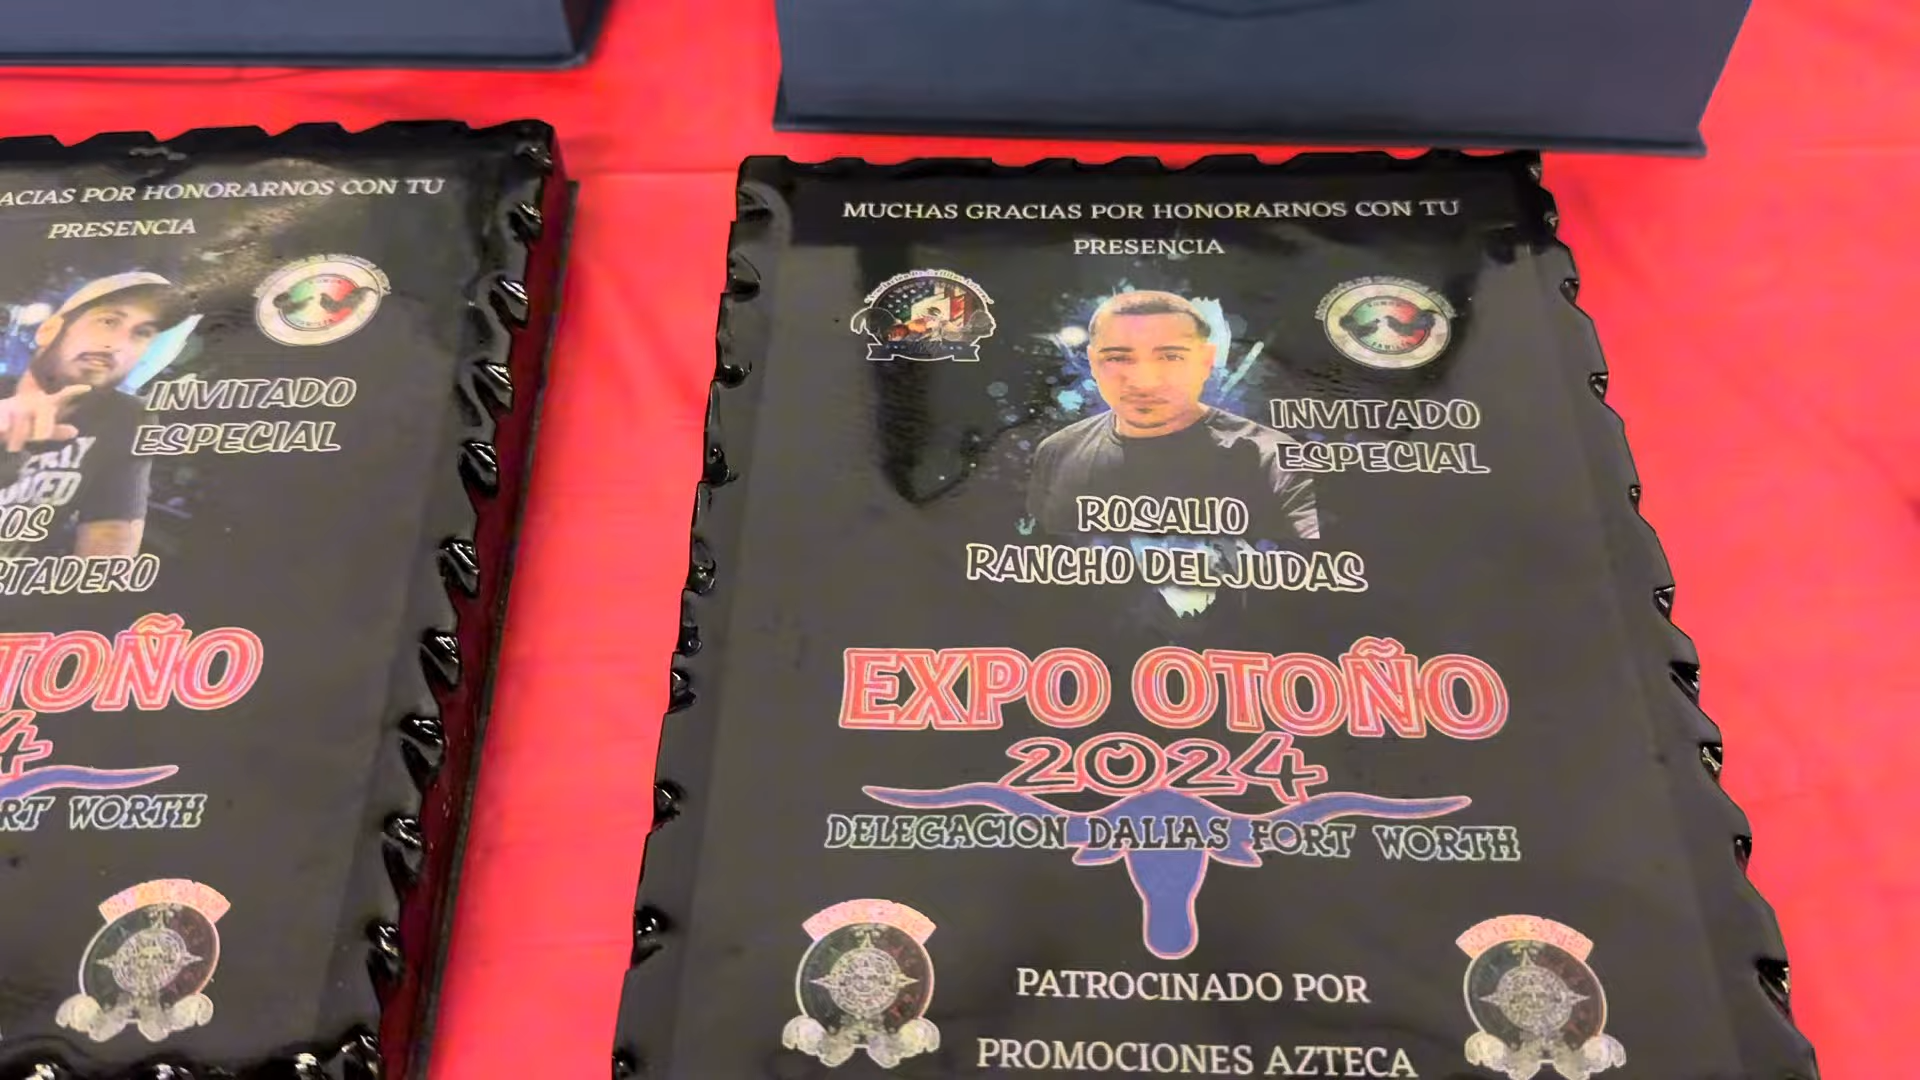 ACIAS POR HONORARNOS CON TU
PRESENCIA
INVITADO
ESPECIAL
OS
STADERO
TOÑO
4
RT WORTH
MUCHAS GRACIAS POR HONORARNOS CON TU
PRESENCIA
INVITADO
ESPECIAL
ROSALIO
RANCHO DEL JUDAS
EXPO OTOÑO
2024
DELEGACION DALLAS FORT WORTH
PATROCINADO POR
PROMOCIONES AZTECA